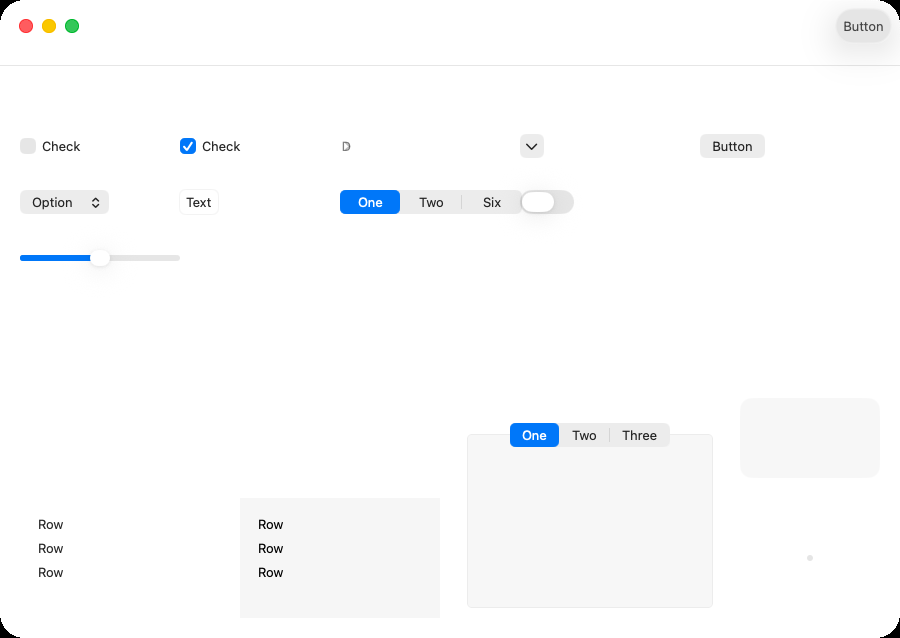 Button
Check
Check
D
Button
Option
Text
One
Two
Six
One
Two
Three
Row
Row
Row
Row
Row
Row